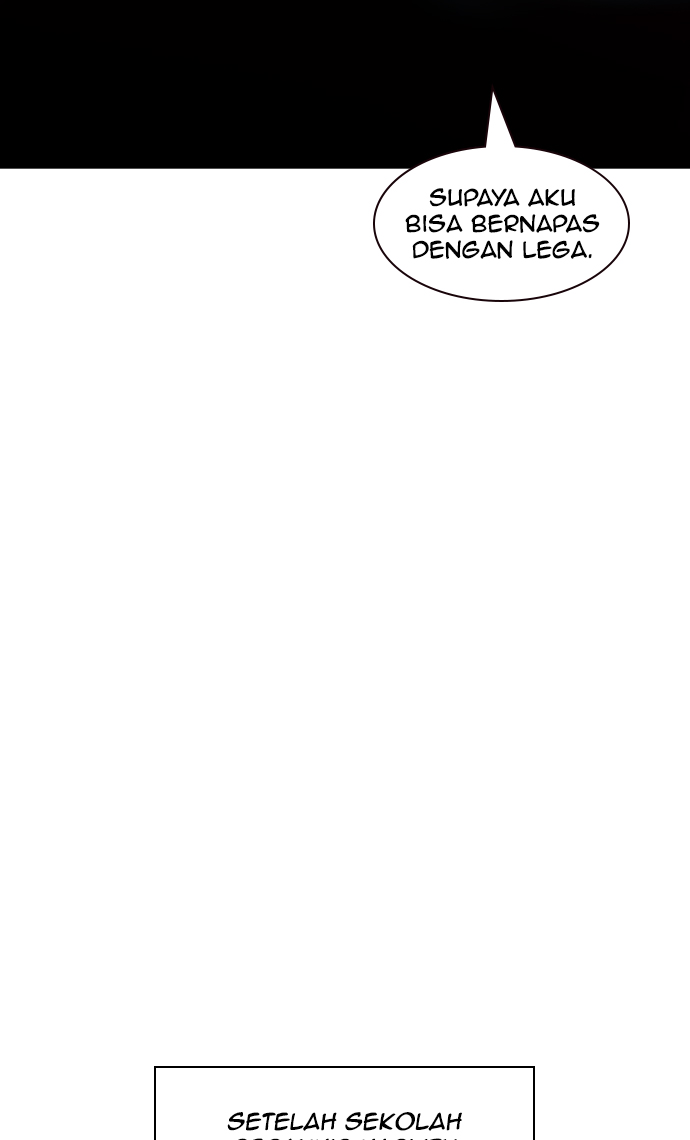 SUPAYA AKU
BISA BERNAPAS
DENGAN LEGA.
SETELAH SEKOLAH